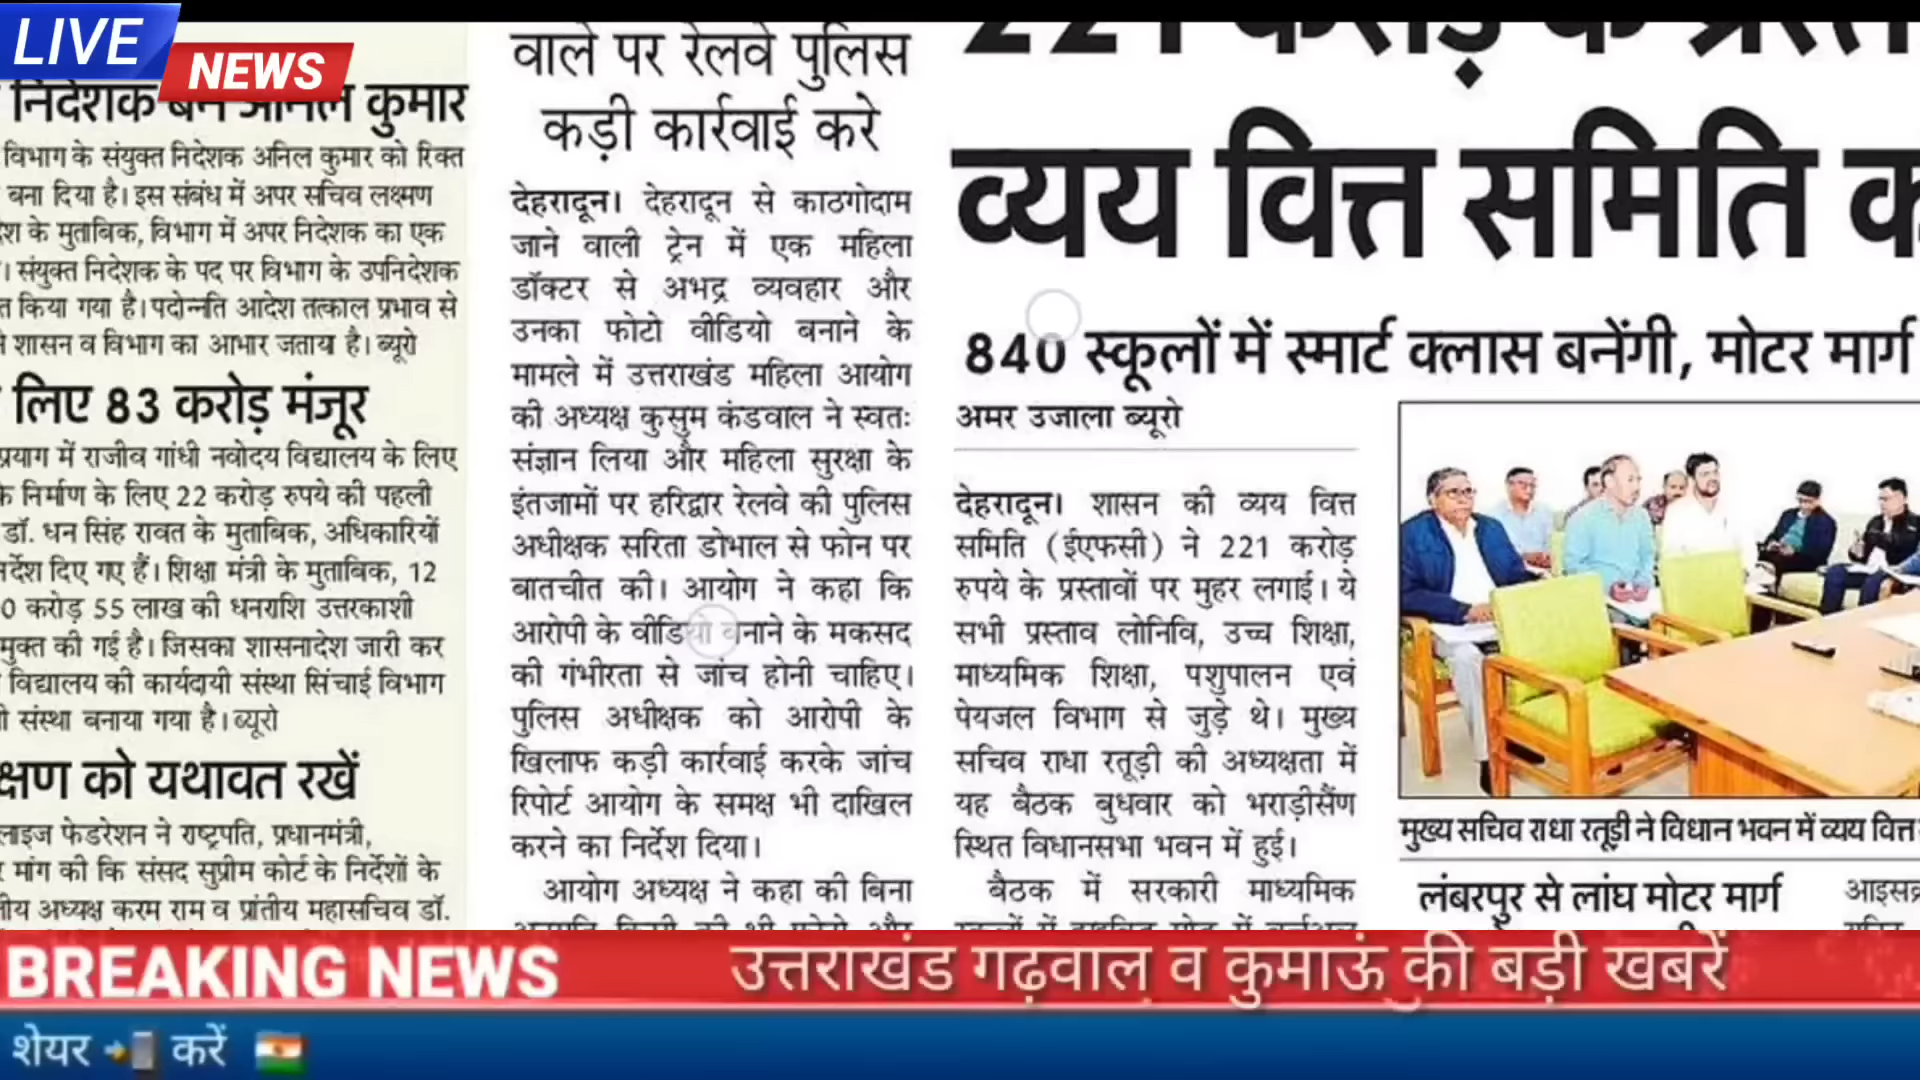 LIVE
NEWS
निदेशक बने अनिल कुमार
विभाग के संयुक्त निदेशक अनिल कुमार को रिक्त
बना दिया है। इस संबंध में अपर सचिव लक्ष्मण
के मुताबिक, विभाग में अपर निदेशक का एक
। संयुक्त निदेशक के पद पर विभाग के उपनिदेशक
किया गया है। पदोन्नति आदेश तत्काल प्रभाव से
शासन व विभाग का आभार जताया है। ब्यूरो
लिए 83 करोड़ मंजूर
प्रयाग में राजीव गांधी नवोदय विद्यालय के लिए
के निर्माण के लिए 22 करोड़ रुपये की पहली
डॉ. धन सिंह रावत के मुताबिक, अधिकारियों
दिए गए हैं। शिक्षा मंत्री के मुताबिक, 12
0 करोड़ 55 लाख की धनराशि उत्तरकाशी
मुक्त की गई है। जिसका शासनादेश जारी कर
विद्यालय की कार्यदायी संस्था सिंचाई विभाग
संस्था बनाया गया है। ब्यूरो
क्षण को यथावत रखें
लाइज फेडरेशन ने राष्ट्रपति, प्रधानमंत्री,
मांग की कि संसद सुप्रीम कोर्ट के निर्देशों के
अध्यक्ष करम राम व प्रांतीय महासचिव डॉ.
वाले पर रेलवे पुलिस
कड़ी कार्रवाई करे
देहरादून। देहरादून से काठगोदाम
जाने वाली ट्रेन में एक महिला
डॉक्टर से अभद्र व्यवहार और
उनका फोटो वीडियो बनाने के
मामले में उत्तराखंड महिला आयोग
की अध्यक्ष कुसुम कंडवाल ने स्वतः
संज्ञान लिया और महिला सुरक्षा के
इंतजामों पर हरिद्वार रेलवे की पुलिस
अधीक्षक सरिता डोभाल से फोन पर
बातचीत की। आयोग ने कहा कि
आरोपी के वीडियो बनाने के मकसद
की गंभीरता से जांच होनी चाहिए।
पुलिस अधीक्षक को आरोपी के
खिलाफ कड़ी कार्रवाई करके जांच
रिपोर्ट आयोग के समक्ष भी दाखिल
करने का निर्देश दिया।
आयोग अध्यक्ष ने कहा की बिना
221 करोड़ के
व्यय वित्त समिति
840 स्कूलों में स्मार्ट क्लास बनेंगी, मोटर मार्ग
अमर उजाला ब्यूरो
देहरादून। शासन की व्यय वित्त
समिति (ईएफसी) ने 221 करोड़
रुपये के प्रस्तावों पर मुहर लगाई। ये
सभी प्रस्ताव लोनिवि, उच्च शिक्षा,
माध्यमिक शिक्षा, पशुपालन एवं
पेयजल विभाग से जुड़े थे। मुख्य
सचिव राधा रतूड़ी की अध्यक्षता में
यह बैठक बुधवार को भराड़ीसैंण
स्थित विधानसभा भवन में हुई।
बैठक में सरकारी माध्यमिक
मुख्य सचिव राधा रतूड़ी ने विधान भवन में व्यय वित्त
लंबरपुर से लांघ मोटर मार्ग
BREAKING NEWS
उत्तराखंड गढ़वाल व कुमाऊं की बड़ी खबरें
शेयर करें